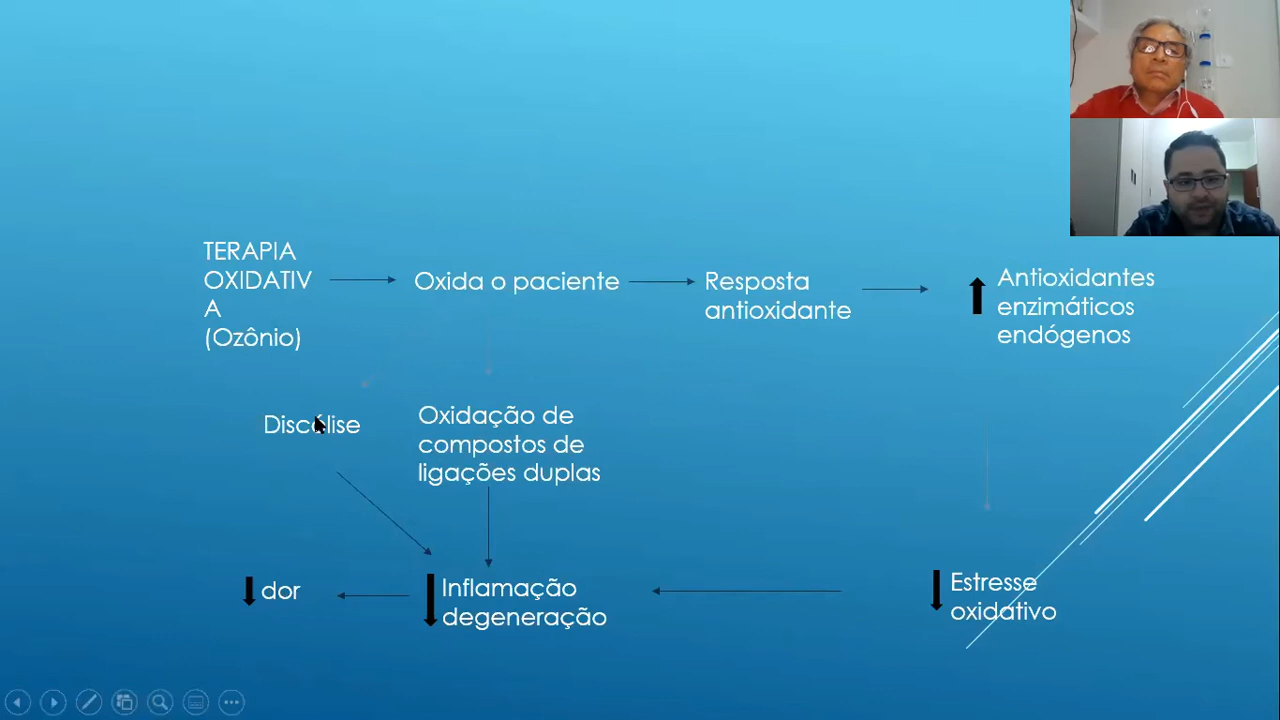 TERAPIA
OXIDATIV
A
(Ozônio)
Oxida o paciente
Resposta
antioxidante
Antioxidantes
enzimáticos
endógenos
Discólise
Oxidação de
compostos de
ligações duplas
dor
Inflamação
degeneração
Estresse
oxidativo